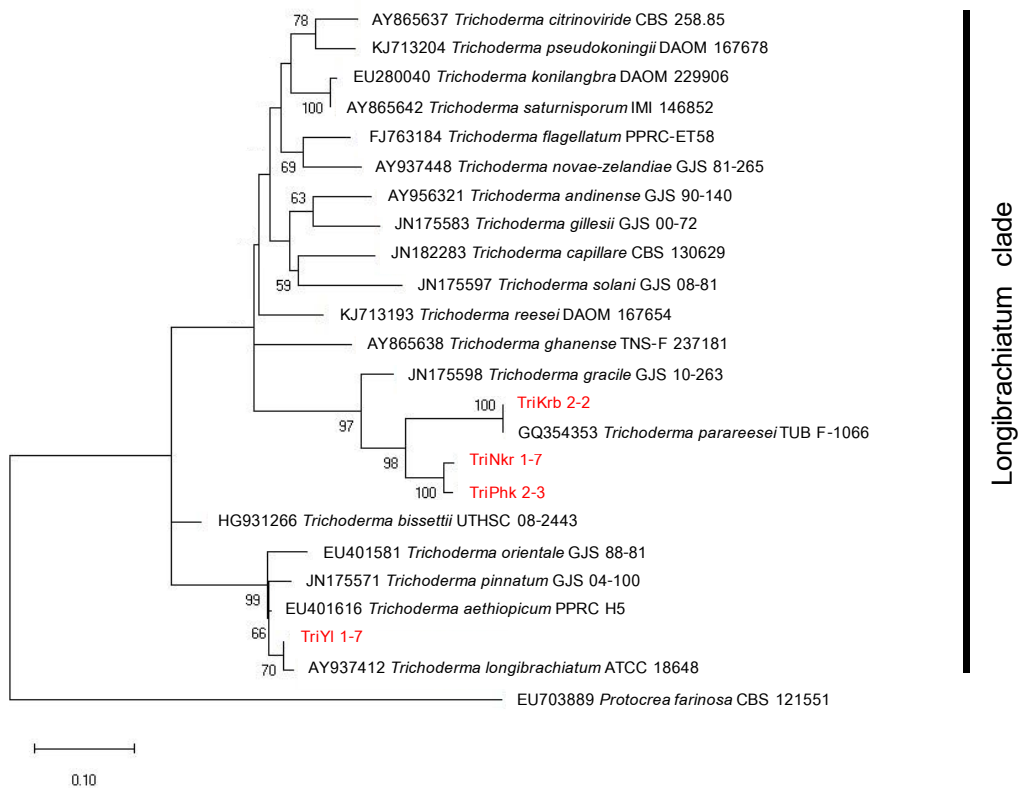 78
AY865637 Trichoderma citrinoviride CBS 258.85
KJ713204 Trichoderma pseudokoningii DAOM 167678
EU280040 Trichoderma konilangbra DAOM 229906
100
AY865642 Trichoderma saturnisporum IMI 146852
FJ763184 Trichoderma flagellatum PPRC-ET58
69
AY937448 Trichoderma novae-zelandiae GJS 81-265
63
AY956321 Trichoderma andinense GJS 90-140
JN175583 Trichoderma gillesii GJS 00-72
JN182283 Trichoderma capillare CBS 130629
59
JN175597 Trichoderma solani GJS 08-81
KJ713193 Trichoderma reesei DAOM 167654
AY865638 Trichoderma ghanense TNS-F 237181
JN175598 Trichoderma gracile GJS 10-263
100
TriKrb 2-2
97
GQ354353 Trichoderma parareesei TUB F-1066
98
TriNkr 1-7
100
TriPhk 2-3
HG931266 Trichoderma bissettii UTHSC 08-2443
EU401581 Trichoderma orientale GJS 88-81
JN175571 Trichoderma pinnatum GJS 04-100
99
EU401616 Trichoderma aethiopicum PPRC H5
66
TriYl 1-7
70
AY937412 Trichoderma longibrachiatum ATCC 18648
EU703889 Protocrea farinosa CBS 121551
0.10
Longibrachiatum clade